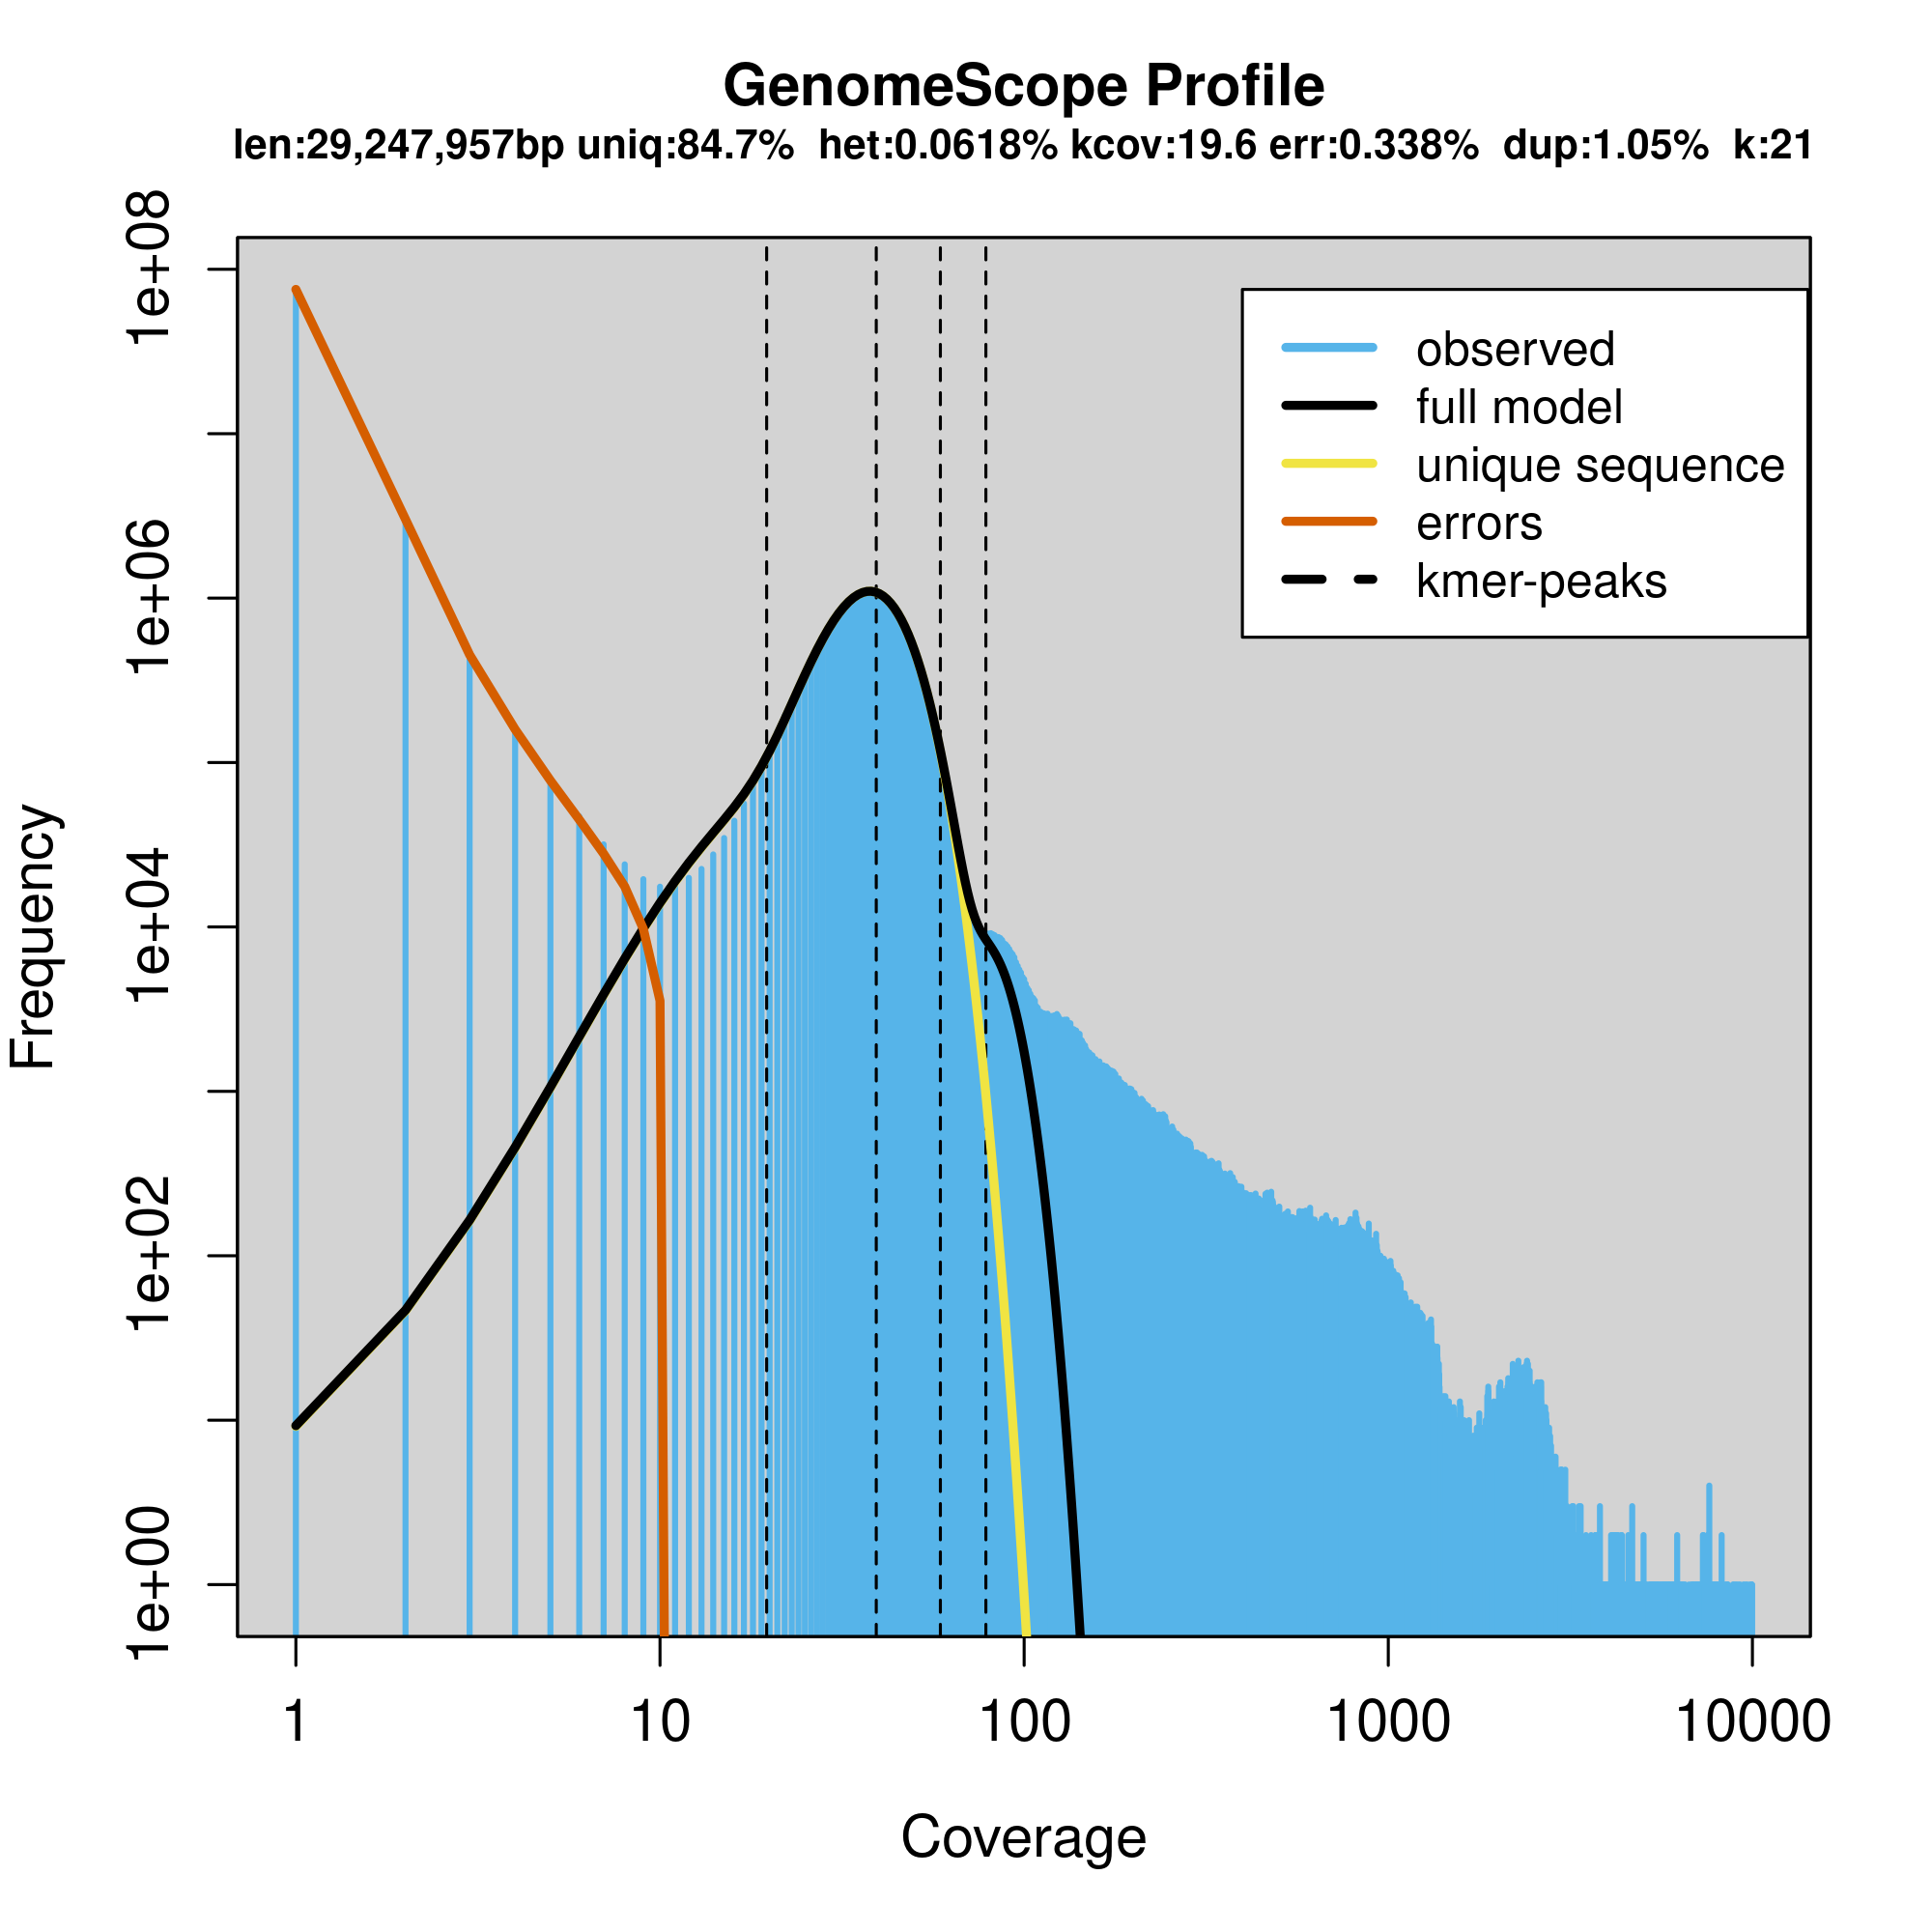 GenomeScope Profile
len:29,247,957bp uniq:84.7% het:0.0618% kcov:19.6 err:0.338% dup:1.05% k:21
1e+08
1e+06
1e+04
1e+02
1e+00
Frequency
observed
full model
unique sequence
errors
kmer-peaks
1 10 100 1000 10000
Coverage